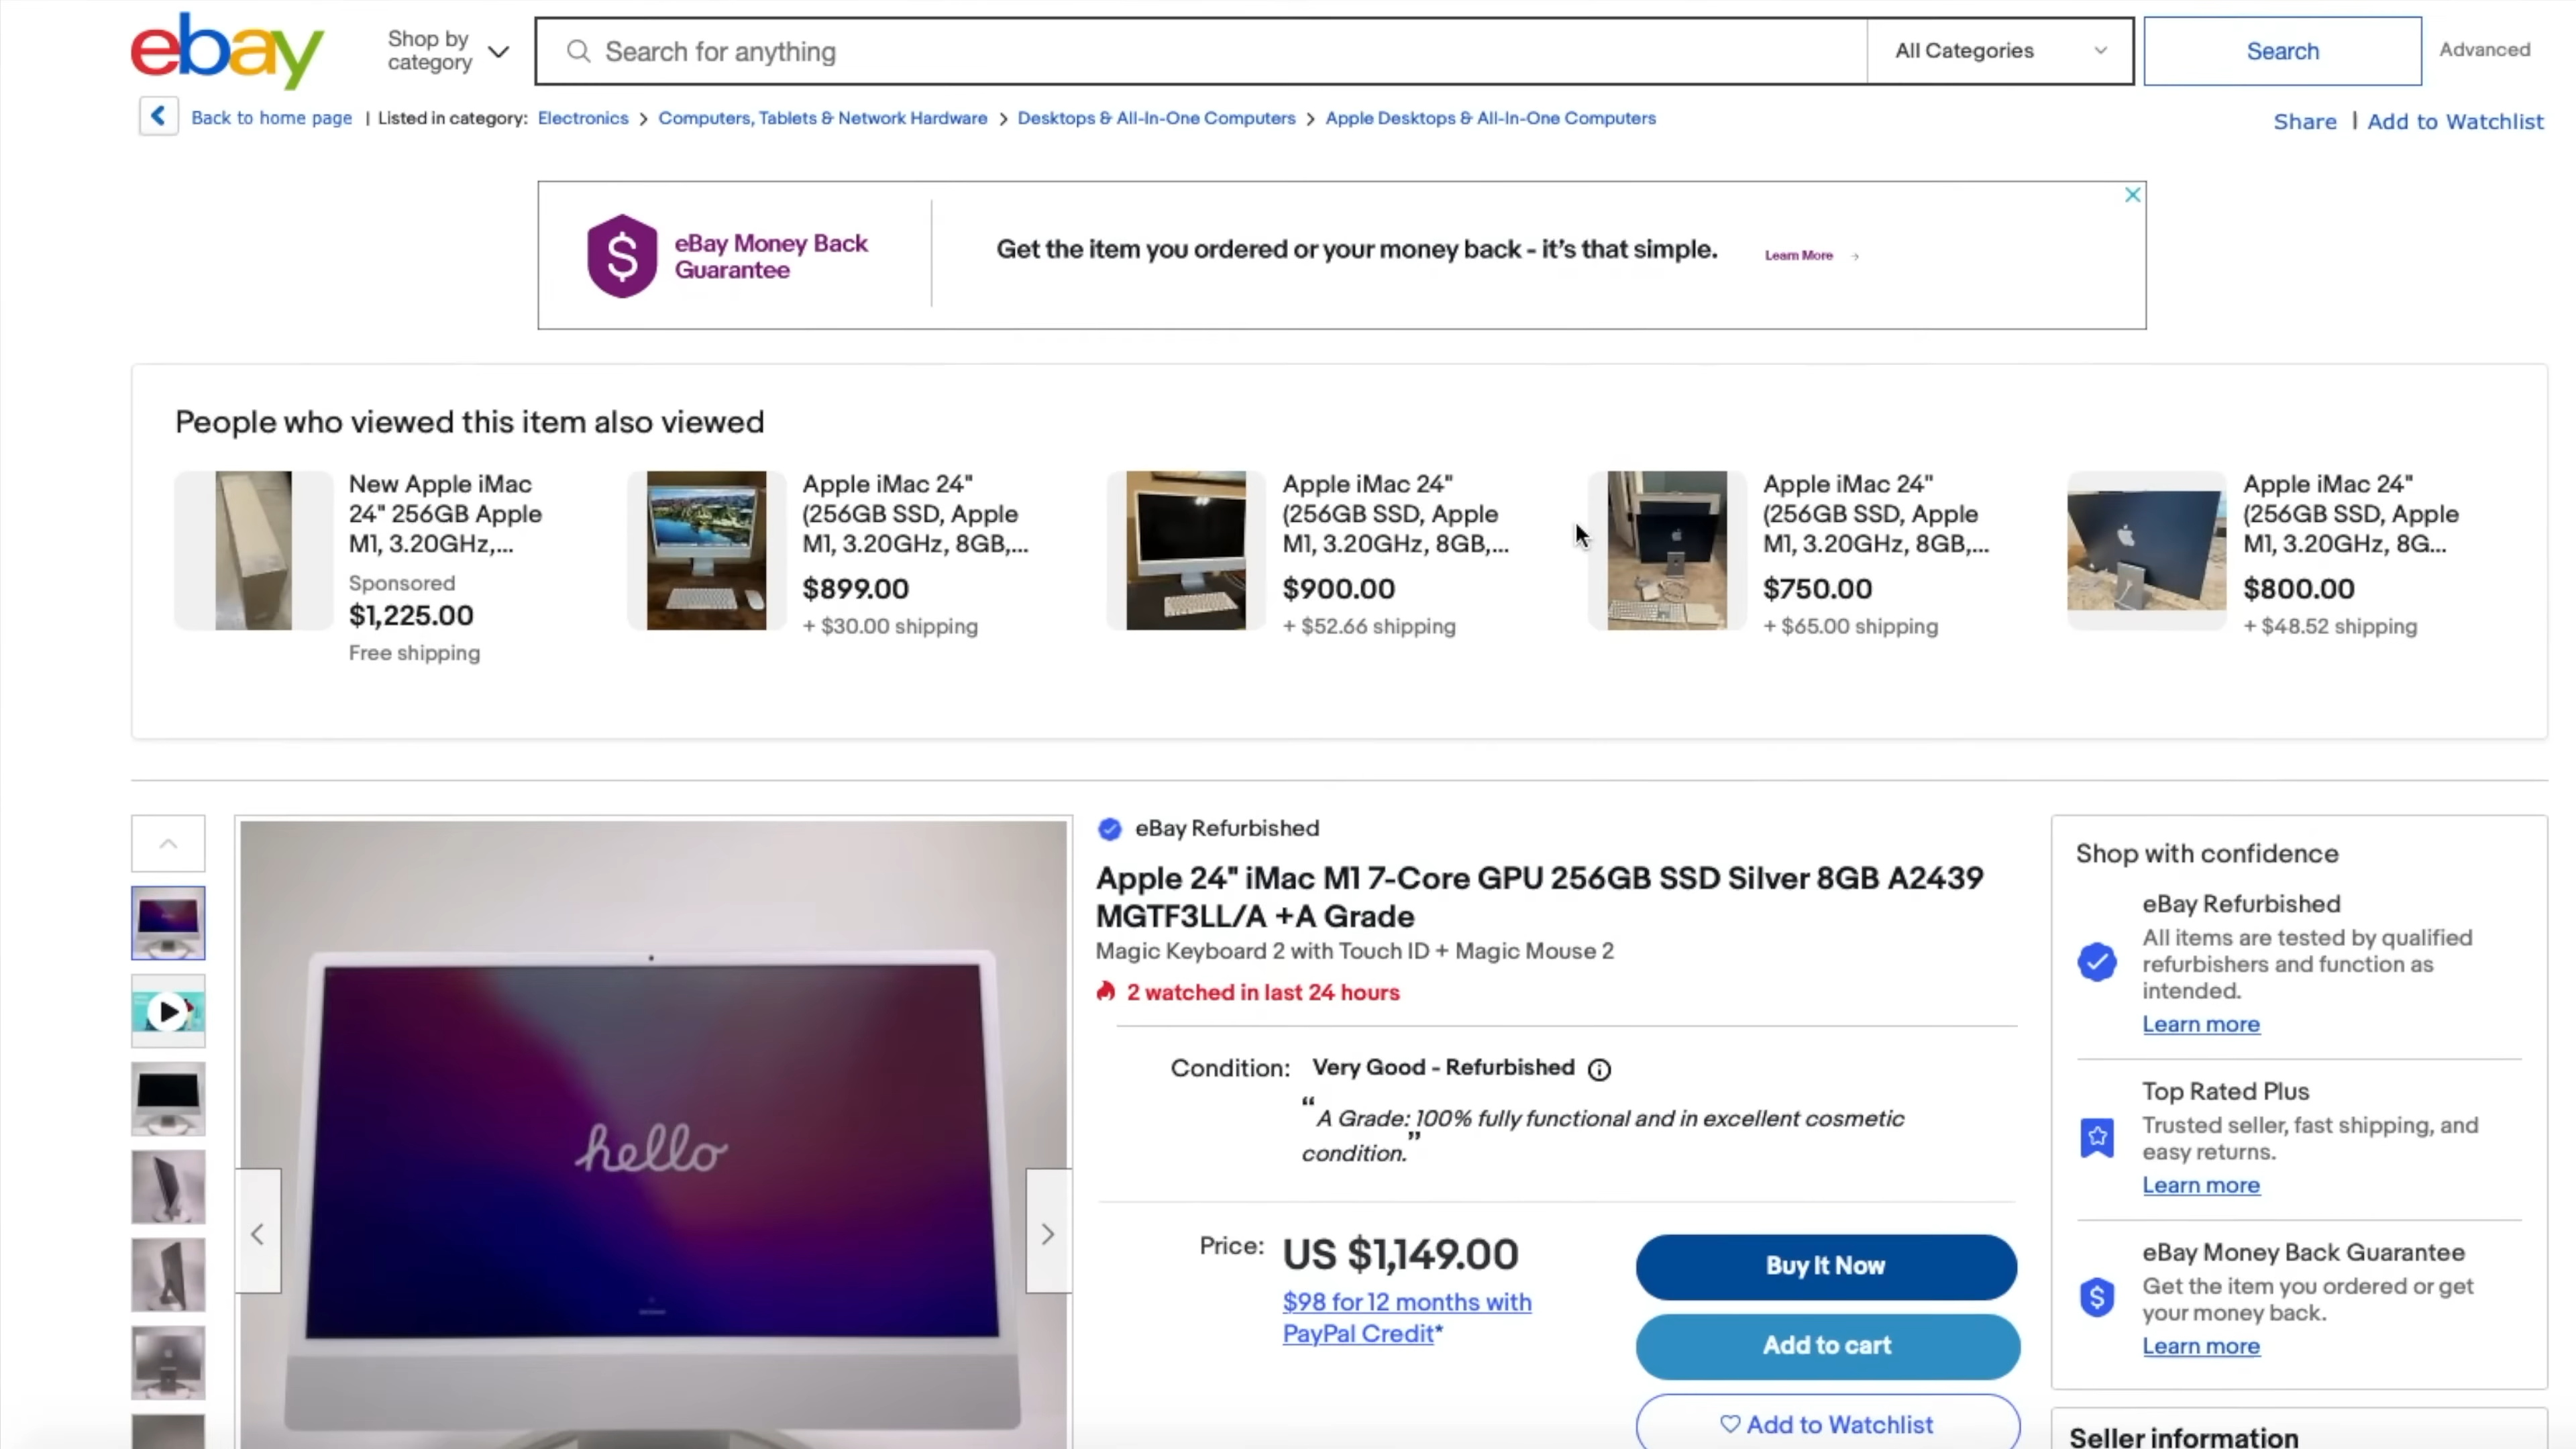 ebay
Shop by
category
Search for anything
All Categories
Search
Advanced
Back to home page | Listed in category: Electronics > Computers, Tablets & Network Hardware > Desktops & All-In-One Computers > Apple Desktops & All-In-One Computers
Share | Add to Watchlist
eBay Money Back
Guarantee
Get the item you ordered or your money back - it's that simple.
Learn More →
People who viewed this item also viewed
New Apple iMac
24" 256GB Apple
M1, 3.20GHz,...
Sponsored
$1,225.00
Free shipping
Apple iMac 24"
(256GB SSD, Apple
M1, 3.20GHz, 8GB,...
$899.00
+ $30.00 shipping
Apple iMac 24"
(256GB SSD, Apple
M1, 3.20GHz, 8GB,...
$900.00
+ $52.66 shipping
Apple iMac 24"
(256GB SSD, Apple
M1, 3.20GHz, 8GB,...
$750.00
+ $65.00 shipping
Apple iMac 24"
(256GB SSD, Apple
M1, 3.20GHz, 8G...
$800.00
+ $48.52 shipping
hello
eBay Refurbished
Apple 24" iMac M1 7-Core GPU 256GB SSD Silver 8GB A2439
MGTF3LL/A +A Grade
Magic Keyboard 2 with Touch ID + Magic Mouse 2
2 watched in last 24 hours
Condition: Very Good - Refurbished
“ A Grade: 100% fully functional and in excellent cosmetic
condition. ”
Price: US $1,149.00
$98 for 12 months with
PayPal Credit*
Buy It Now
Add to cart
Add to Watchlist
Shop with confidence
eBay Refurbished
All items are tested by qualified
refurbishers and function as
intended.
Learn more
Top Rated Plus
Trusted seller, fast shipping, and
easy returns.
Learn more
eBay Money Back Guarantee
Get the item you ordered or get
your money back.
Learn more
Seller information